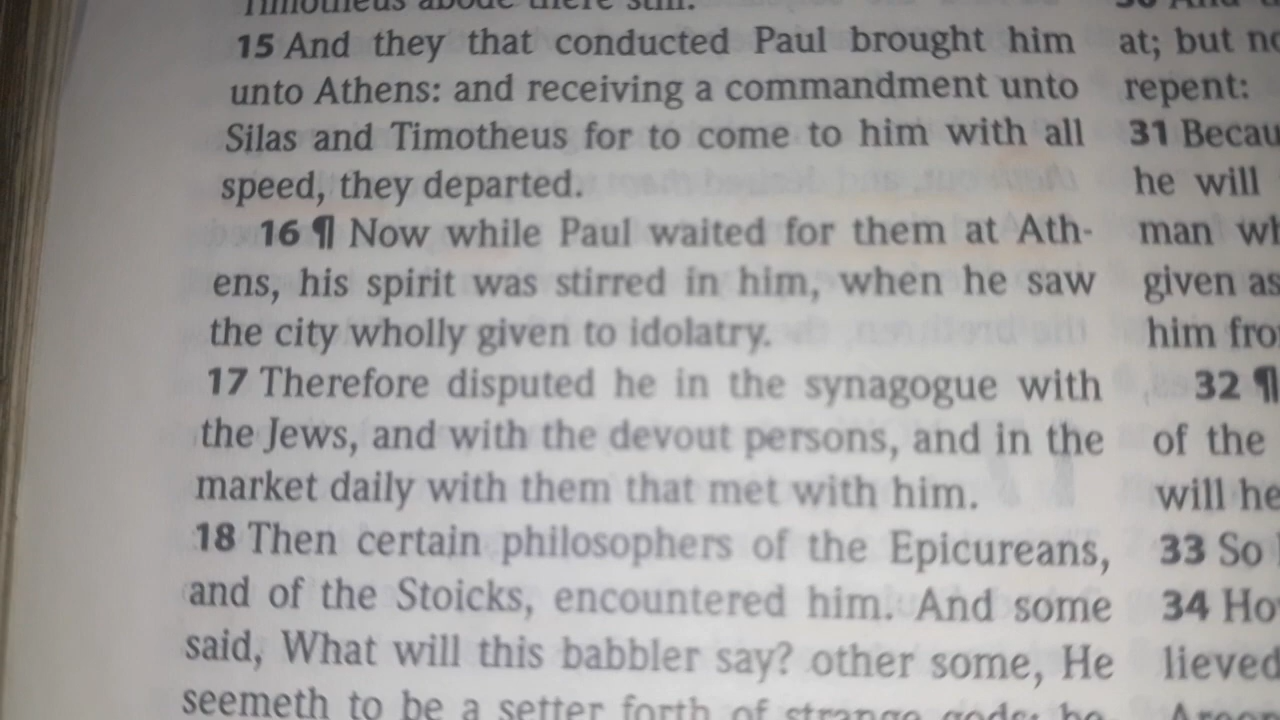 Timotheus abode there still.
15 And they that conducted Paul brought him
unto Athens: and receiving a commandment unto
Silas and Timotheus for to come to him with all
speed, they departed.
16 ¶ Now while Paul waited for them at Ath-
ens, his spirit was stirred in him, when he saw
the city wholly given to idolatry.
17 Therefore disputed he in the synagogue with
the Jews, and with the devout persons, and in the
market daily with them that met with him.
18 Then certain philosophers of the Epicureans,
and of the Stoicks, encountered him. And some
said, What will this babbler say? other some, He
seemeth to be a setter forth of strange gods: be
30 And
at; but
repent:
31
he will
man
given as
him
32 ¶
of the
will
33 So
34
lieved